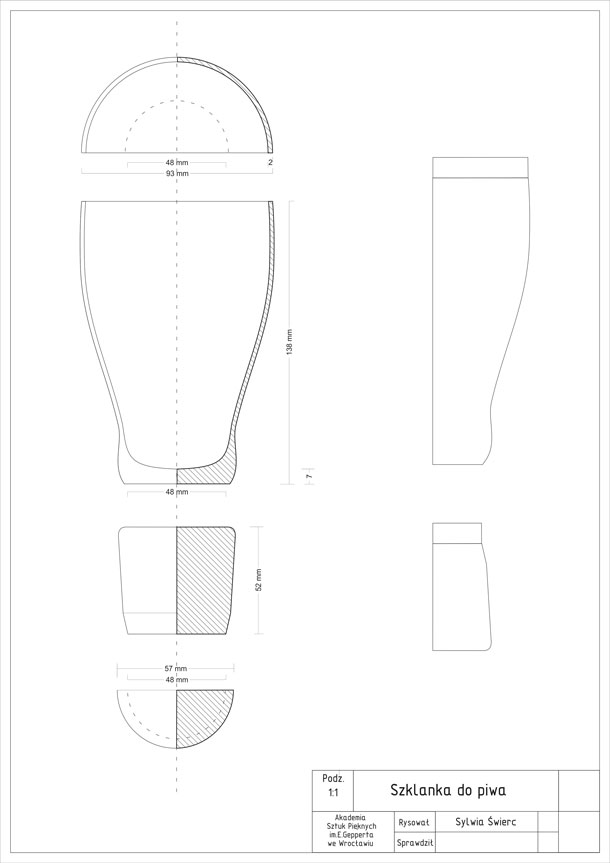 48 mm
2
93 mm
138 mm
7
48 mm
52 mm
57 mm
48 mm
Podz.
1:1
Szklanka do piwa
Akademia
Sztuk Pięknych
im.E.Gepperta
we Wrocławiu
Rysował
Sylwia Świerc
Sprawdził